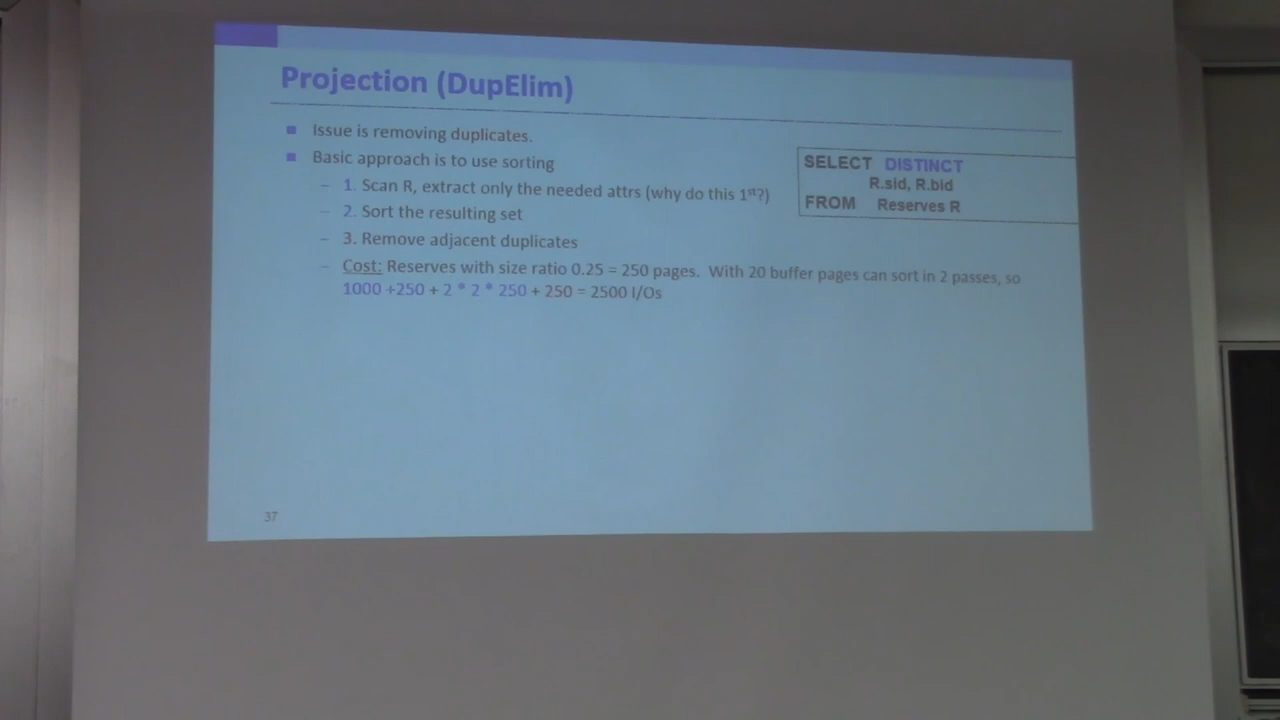 Projection (DupElim)
Issue is removing duplicates.
Basic approach is to use sorting
– 1. Scan R, extract only the needed attrs (why do this 1st?)
– 2. Sort the resulting set
– 3. Remove adjacent duplicates
– Cost: Reserves with size ratio 0.25 = 250 pages. With 20 buffer pages can sort in 2 passes, so
1000 +250 + 2 * 2 * 250 + 250 = 2500 I/Os
SELECT DISTINCT
R.sid, R.bid
FROM Reserves R
37